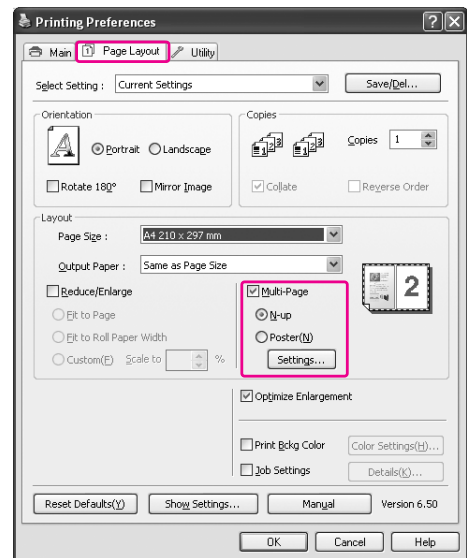 Printing Preferences
Main Page Layout Utility
Select Setting : Current Settings Save/Del...
Orientation
Portrait Landscape
Rotate 180° Mirror Image
Copies
Copies 1
Collate Reverse Order
Layout
Page Size : A4 210 x 297 mm
Output Paper : Same as Page Size
Reduce/Enlarge
Fit to Page
Fit to Roll Paper Width
Custom(F) Scale to %
Multi-Page
N-up
Poster(N)
Settings...
2
Optimize Enlargement
Print Bckg Color Color Settings(H)...
Job Settings Details(K)...
Reset Defaults(Y) Show Settings... Manual Version 6.50
OK Cancel Help